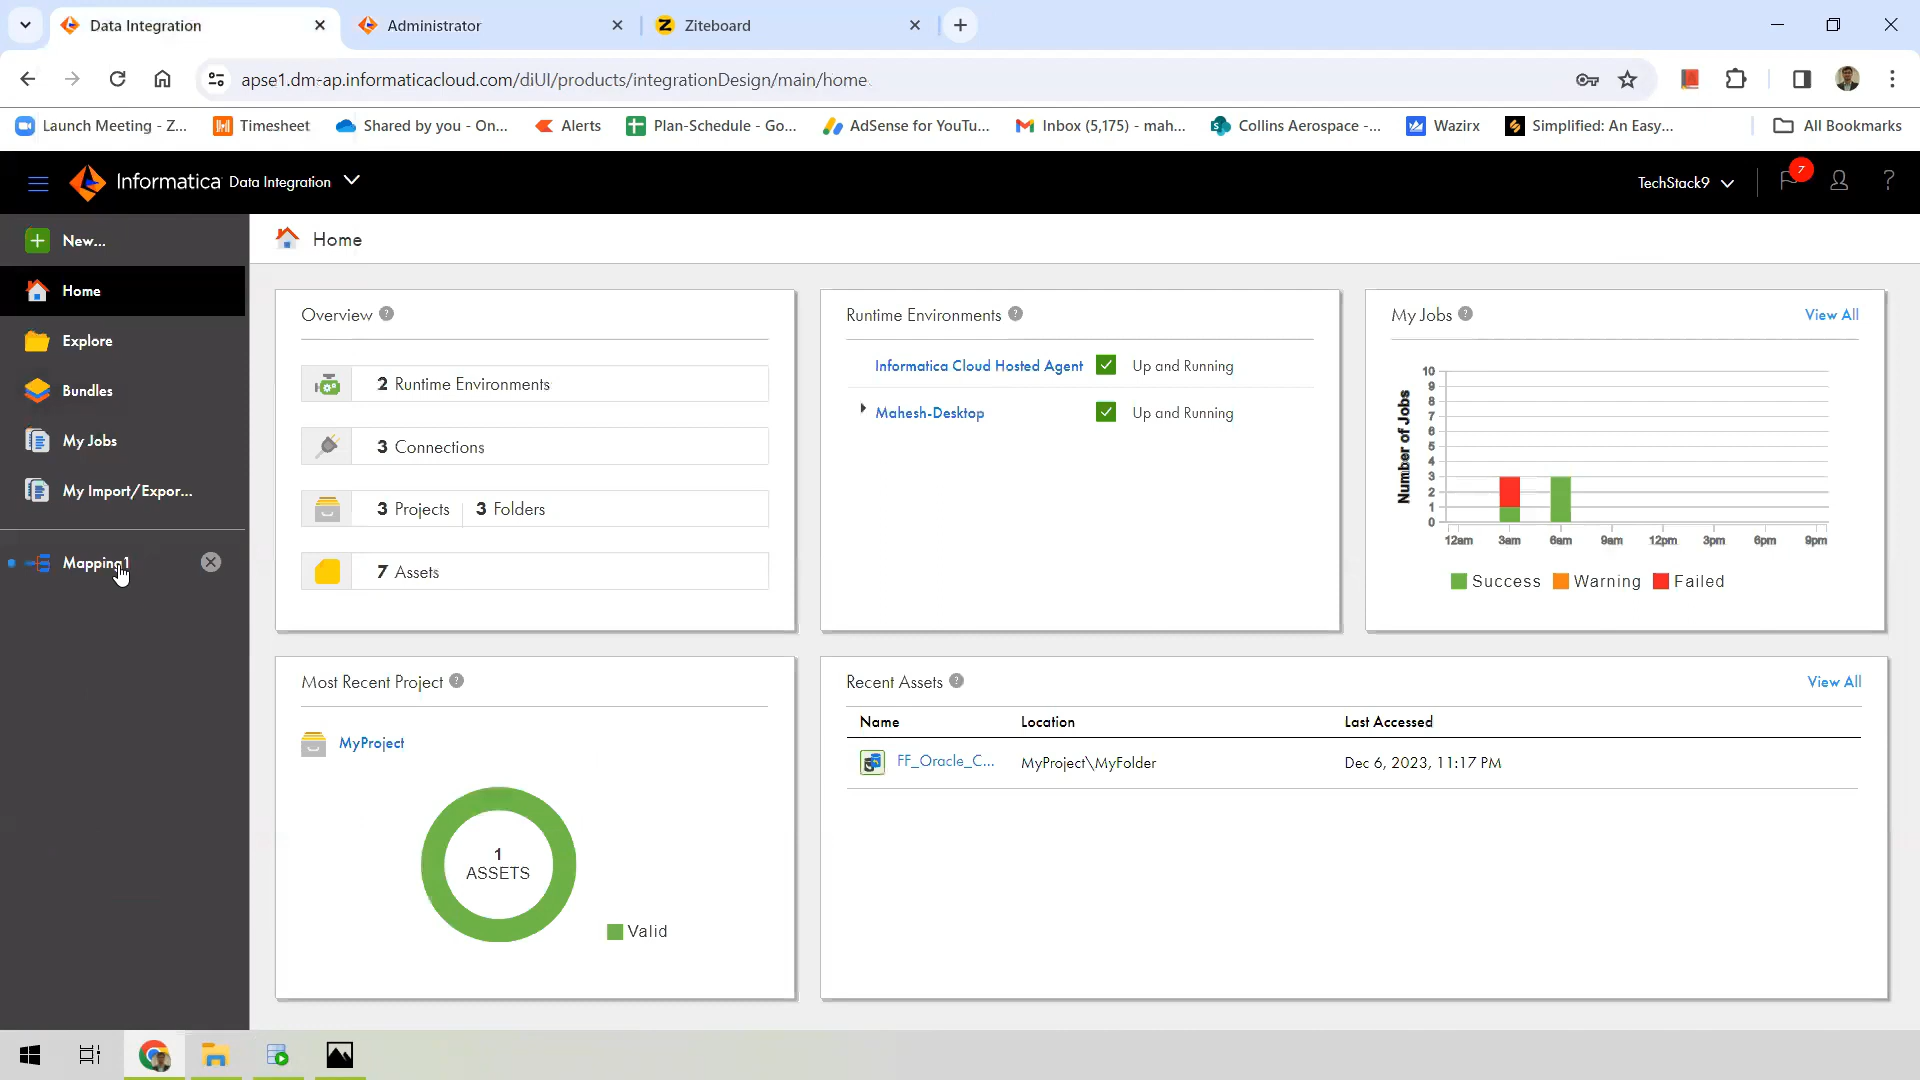 Data Integration
Administrator
Ziteboard
apse1.dm-ap.informaticacloud.com/diUI/products/integrationDesign/main/home
Launch Meeting - Z...
Timesheet
Shared by you - On...
Alerts
Plan-Schedule - Go...
AdSense for YouTu...
Inbox (5,175) - mah...
Collins Aerospace -...
Wazirx
Simplified: An Easy...
All Bookmarks
Informatica Data Integration
TechStack9
7
New...
Home
Explore
Bundles
My Jobs
My Import/Expor...
Mapping1
Home
Overview
2 Runtime Environments
3 Connections
3 Projects
3 Folders
7 Assets
Runtime Environments
Informatica Cloud Hosted Agent Up and Running
Mahesh-Desktop Up and Running
My Jobs
View All
Number of Jobs
10
9
8
7
6
5
4
3
2
1
0
12am 3am 6am 9am 12pm 3pm 6pm 9pm
Success Warning Failed
Most Recent Project
MyProject
1
ASSETS
Valid
Recent Assets
View All
Name Location Last Accessed
FF_Oracle_C... MyProject\MyFolder Dec 6, 2023, 11:17 PM